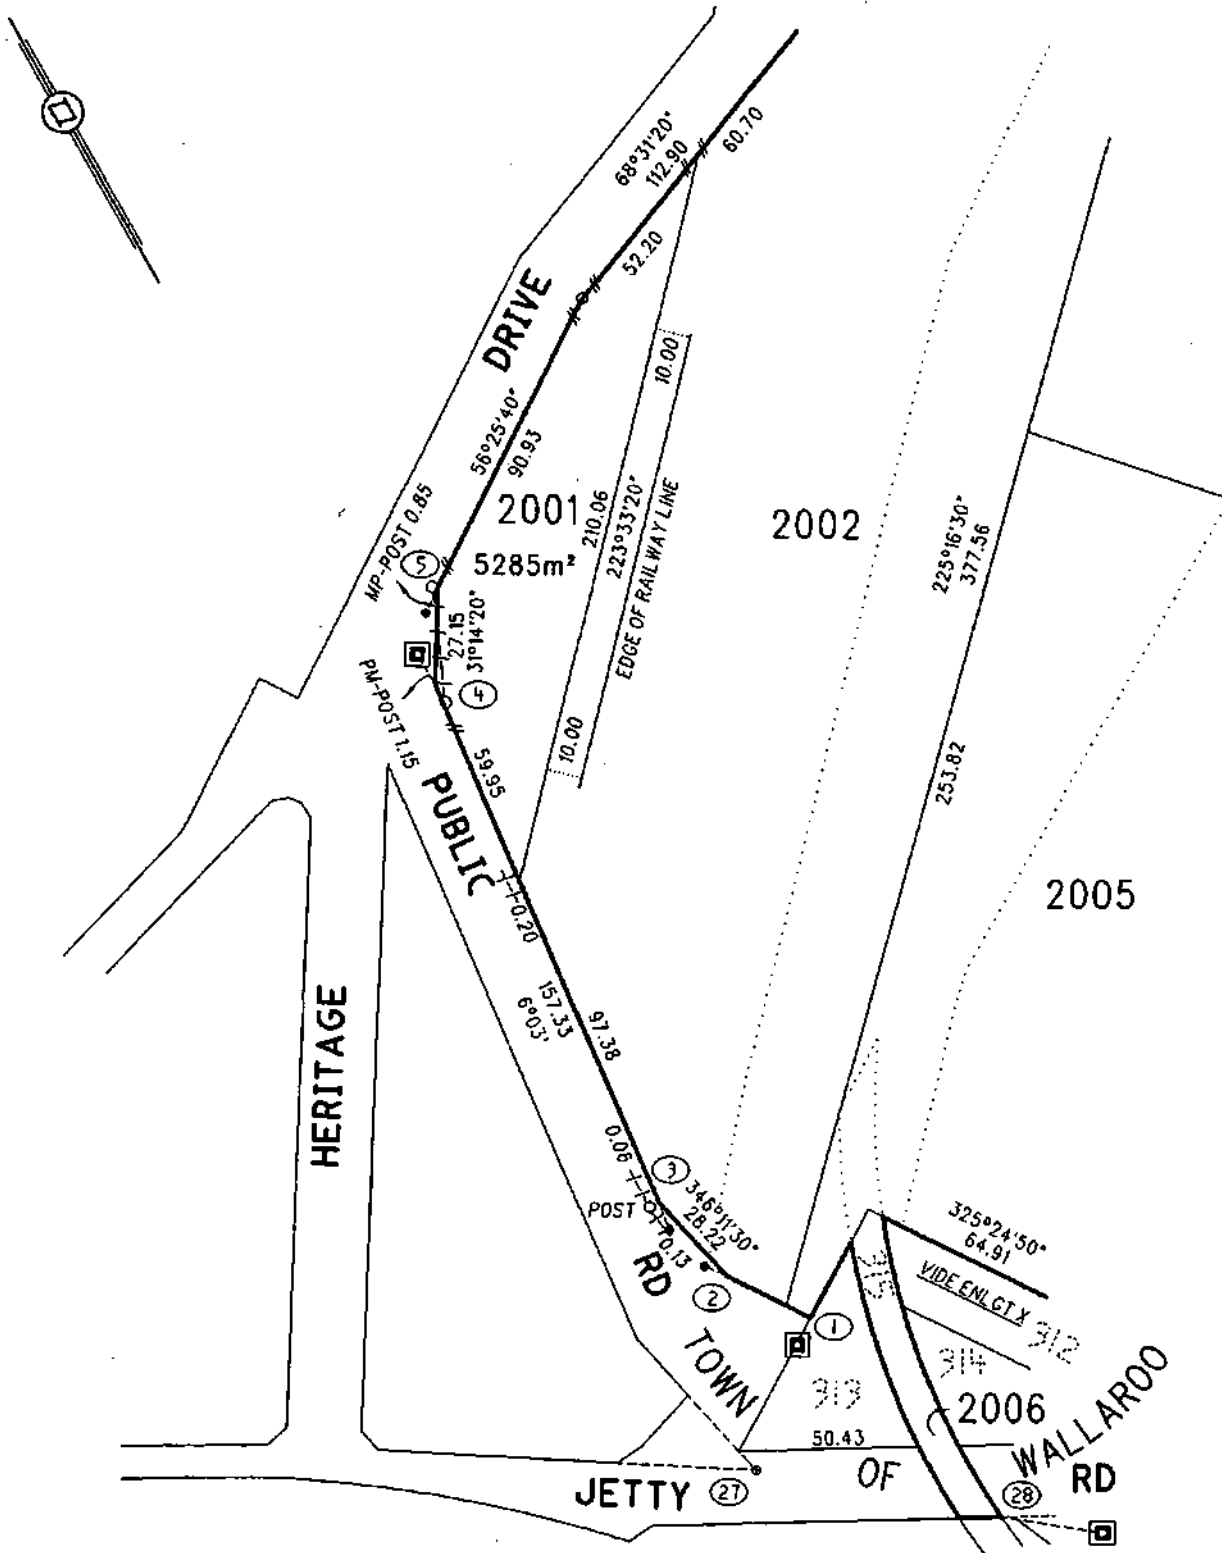 68°31'20"
112.90
60.70
52.20
DRIVE
10.00
56°25'40"
90.93
MP-POST 0.85
2001
5285m²
5
210.06
223°33'20"
EDGE OF RAILWAY LINE
2002
225°16'30"
377.56
27.15
31°14'20"
4
PM-POST 1.15
10.00
59.95
253.82
PUBLIC
2005
0.20
157.33
6°03'
97.38
HERITAGE
0.06
3
POST
346°11'30"
28.22
0.13
RD
2
325°24'50"
64.91
VIDE ENLGT X
312
315
1
TOWN
313
314
2006
50.43
OF
WALLAROO
JETTY
27
28
RD